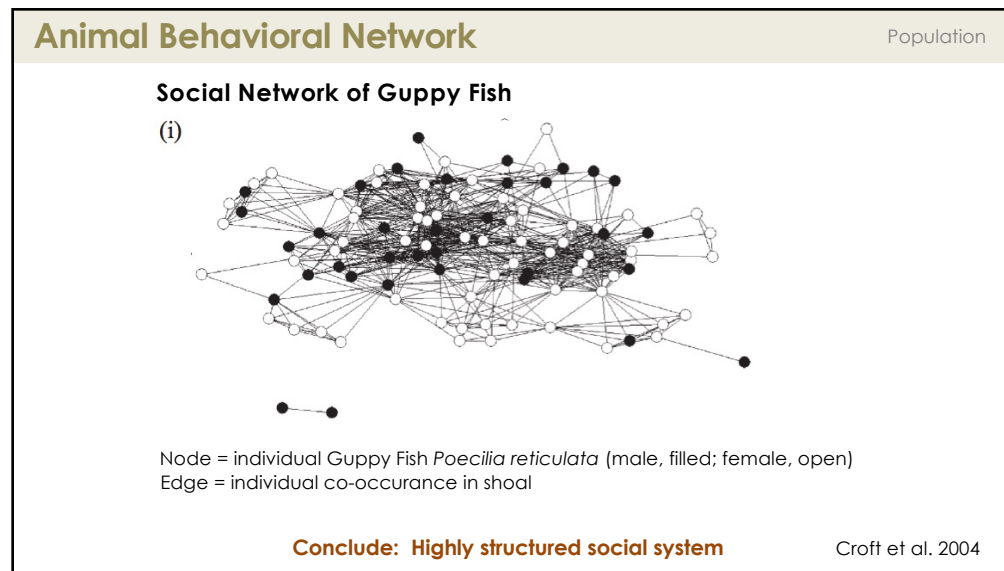 Animal Behavioral Network
Population
Social Network of Guppy Fish
(i)
Node = individual Guppy Fish Poecilia reticulata (male, filled; female, open)
Edge = individual co-occurance in shoal
Conclude: Highly structured social system
Croft et al. 2004